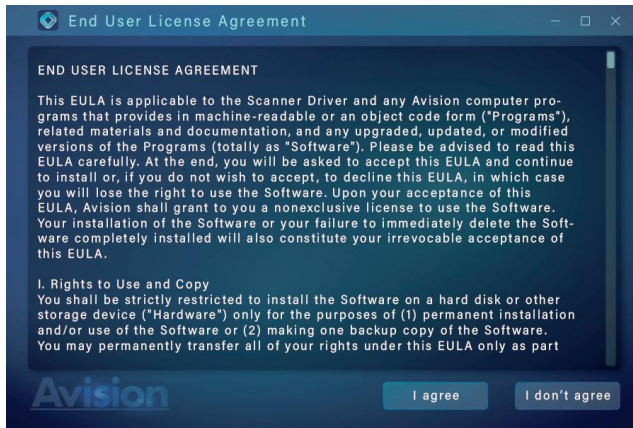 End User License Agreement
END USER LICENSE AGREEMENT
This EULA is applicable to the Scanner Driver and any Avision computer pro-
grams that provides in machine-readable or an object code form ("Programs"),
related materials and documentation, and any upgraded, updated, or modified
versions of the Programs (totally as "Software"). Please be advised to read this
EULA carefully. At the end, you will be asked to accept this EULA and continue
to install or, if you do not wish to accept, to decline this EULA, in which case
you will lose the right to use the Software. Upon your acceptance of this
EULA, Avision shall grant to you a nonexclusive license to use the Software.
Your installation of the Software or your failure to immediately delete the Soft-
ware completely installed will also constitute your irrevocable acceptance of
this EULA.
I. Rights to Use and Copy
You shall be strictly restricted to install the Software on a hard disk or other
storage device ("Hardware") only for the purposes of (1) permanent installation
and/or use of the Software or (2) making one backup copy of the Software.
You may permanently transfer all of your rights under this EULA only as part
Avision
I agree
I don't agree